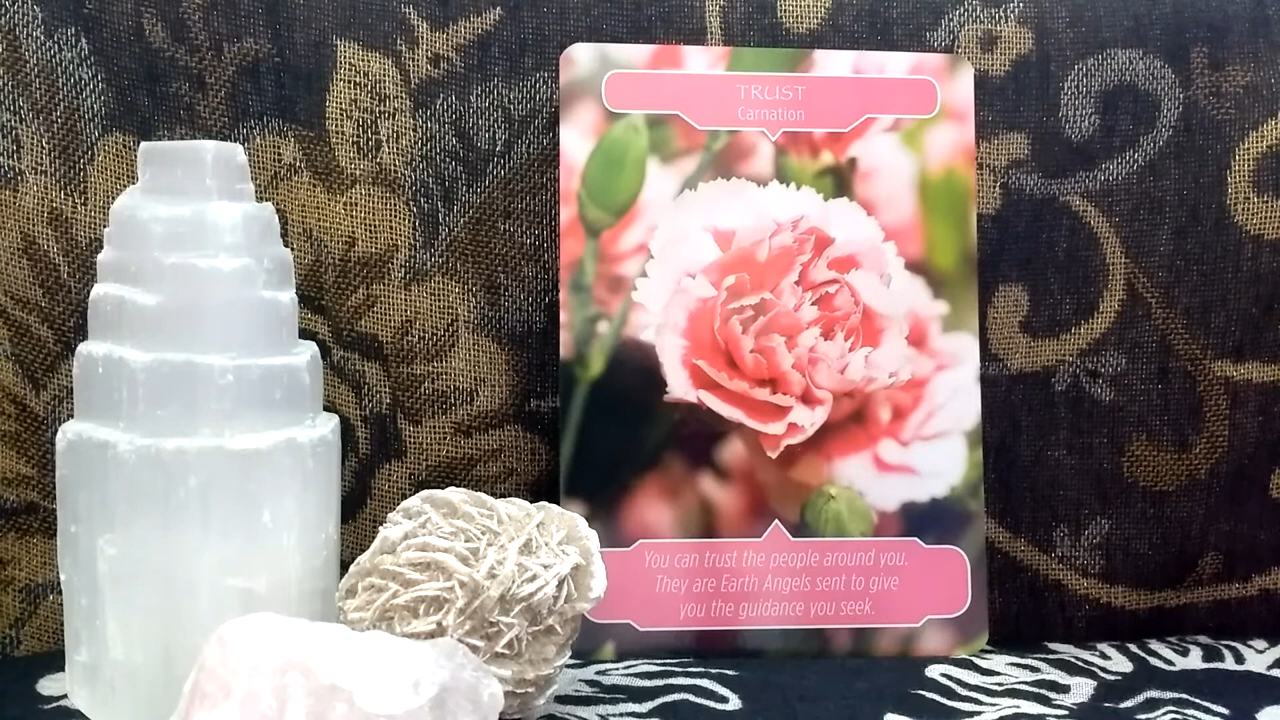 TRUST
Carnation
You can trust the people around you.
They are Earth Angels sent to give
you the guidance you seek.